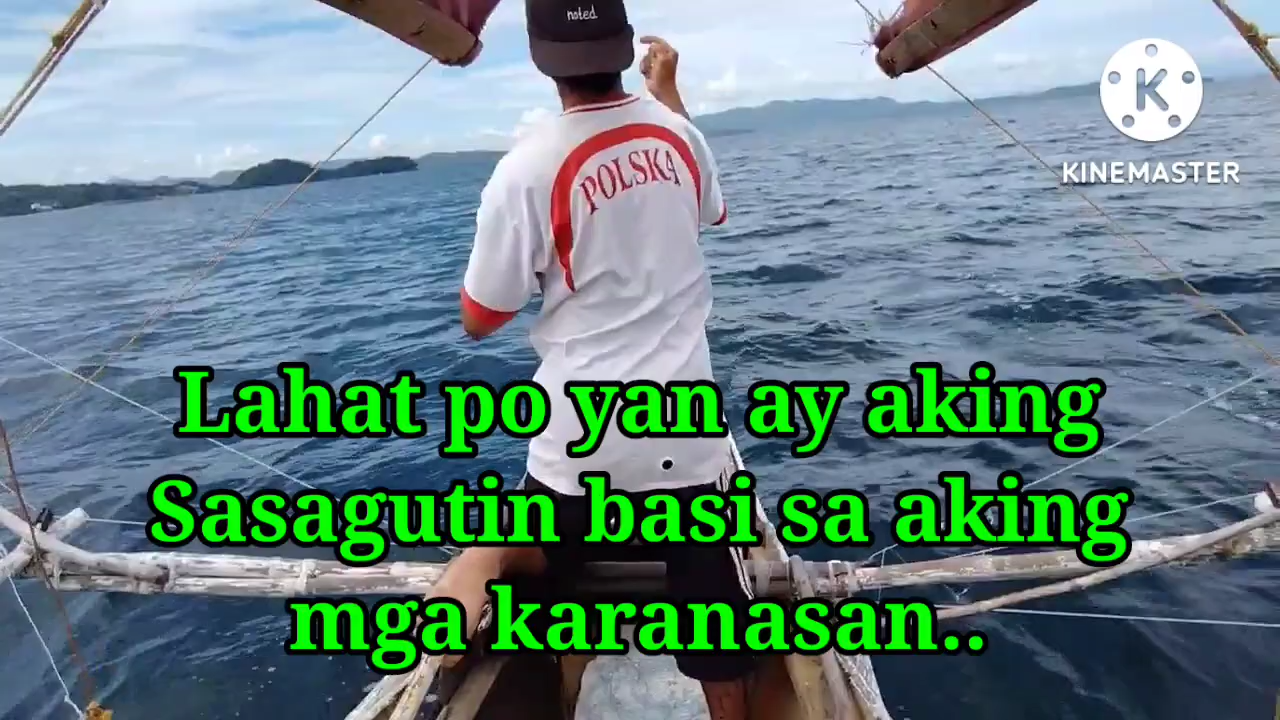 noted
K
KINEMASTER
POLSKA
Lahat po yan ay aking
Sasagutin basi sa aking
mga karanasan..